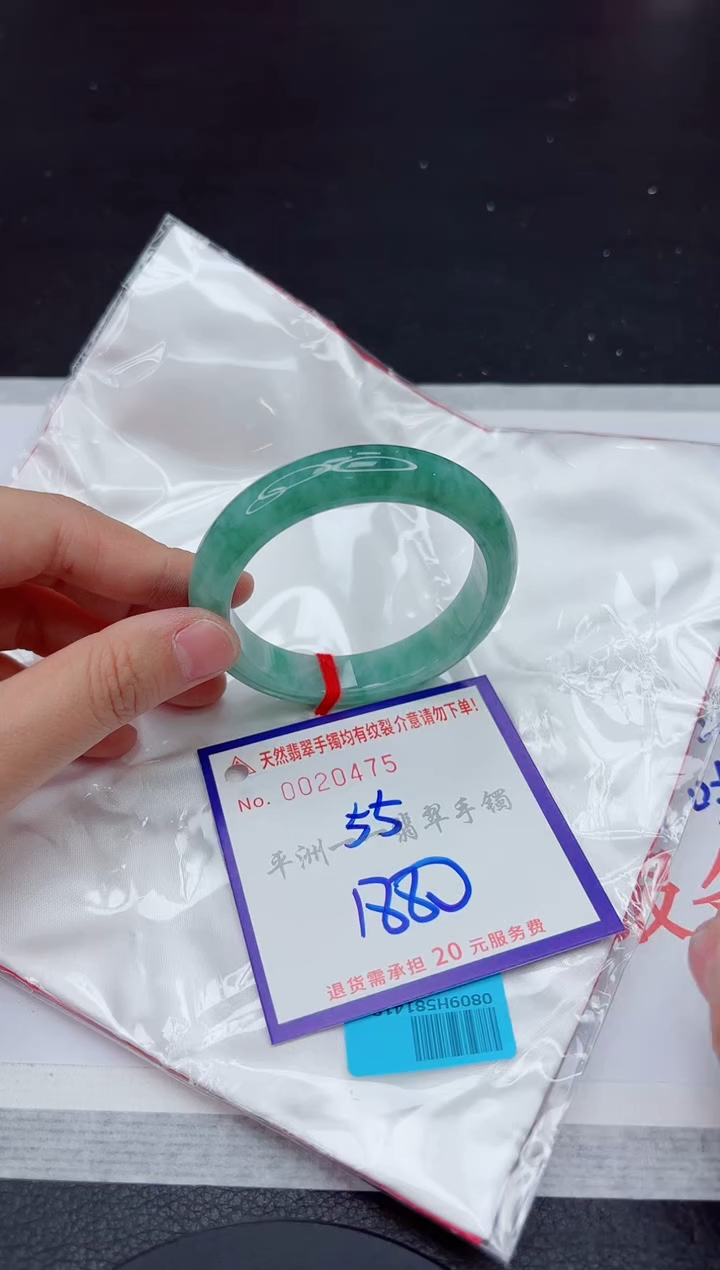 天然翡翠手镯均有纹裂 介意请勿下单!
No. 0020475
55
平洲一 翡翠手镯
1880
退货需承担 20 元服务费